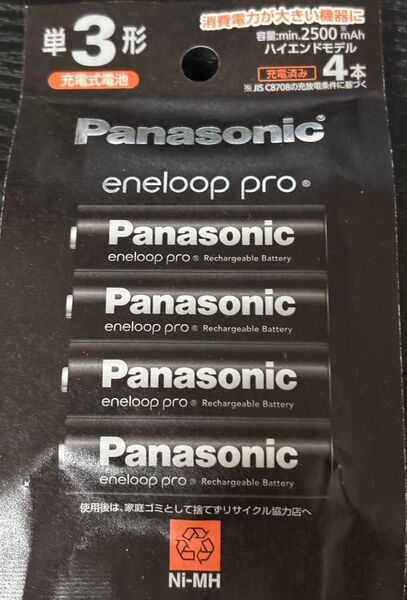 単3形
充電式電池
消費電力が大きい機器に
容量:min.2500 mAh
ハイエンドモデル
充電済み 4本
※JIS C8708の充放電条件に基づく
Panasonic
eneloop pro®
Panasonic
eneloop pro® Rechargeable Battery
Panasonic
eneloop pro® Rechargeable Battery
Panasonic
eneloop pro® Rechargeable Battery
Panasonic
eneloop pro® Rechargeable Battery
使用後は、家庭ゴミとして捨てずリサイクル協力店へ
Ni-MH